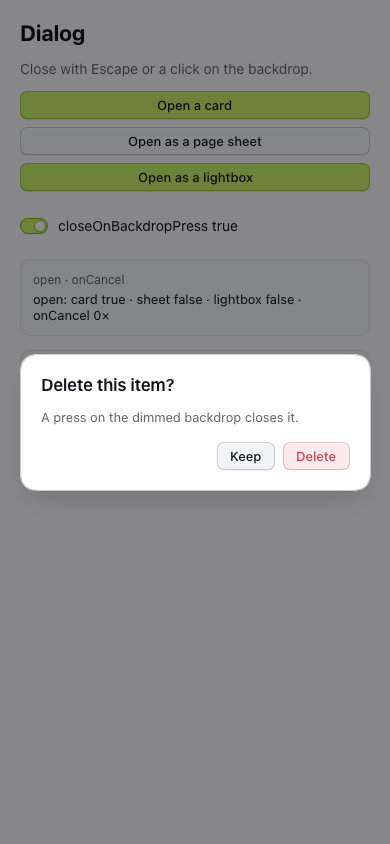 Dialog
Close with Escape or a click on the backdrop.
Open a card
Open as a page sheet
Open as a lightbox
closeOnBackdropPress true
open · onCancel
open: card true · sheet false · lightbox false ·
onCancel 0×
Delete this item?
A press on the dimmed backdrop closes it.
Keep
Delete